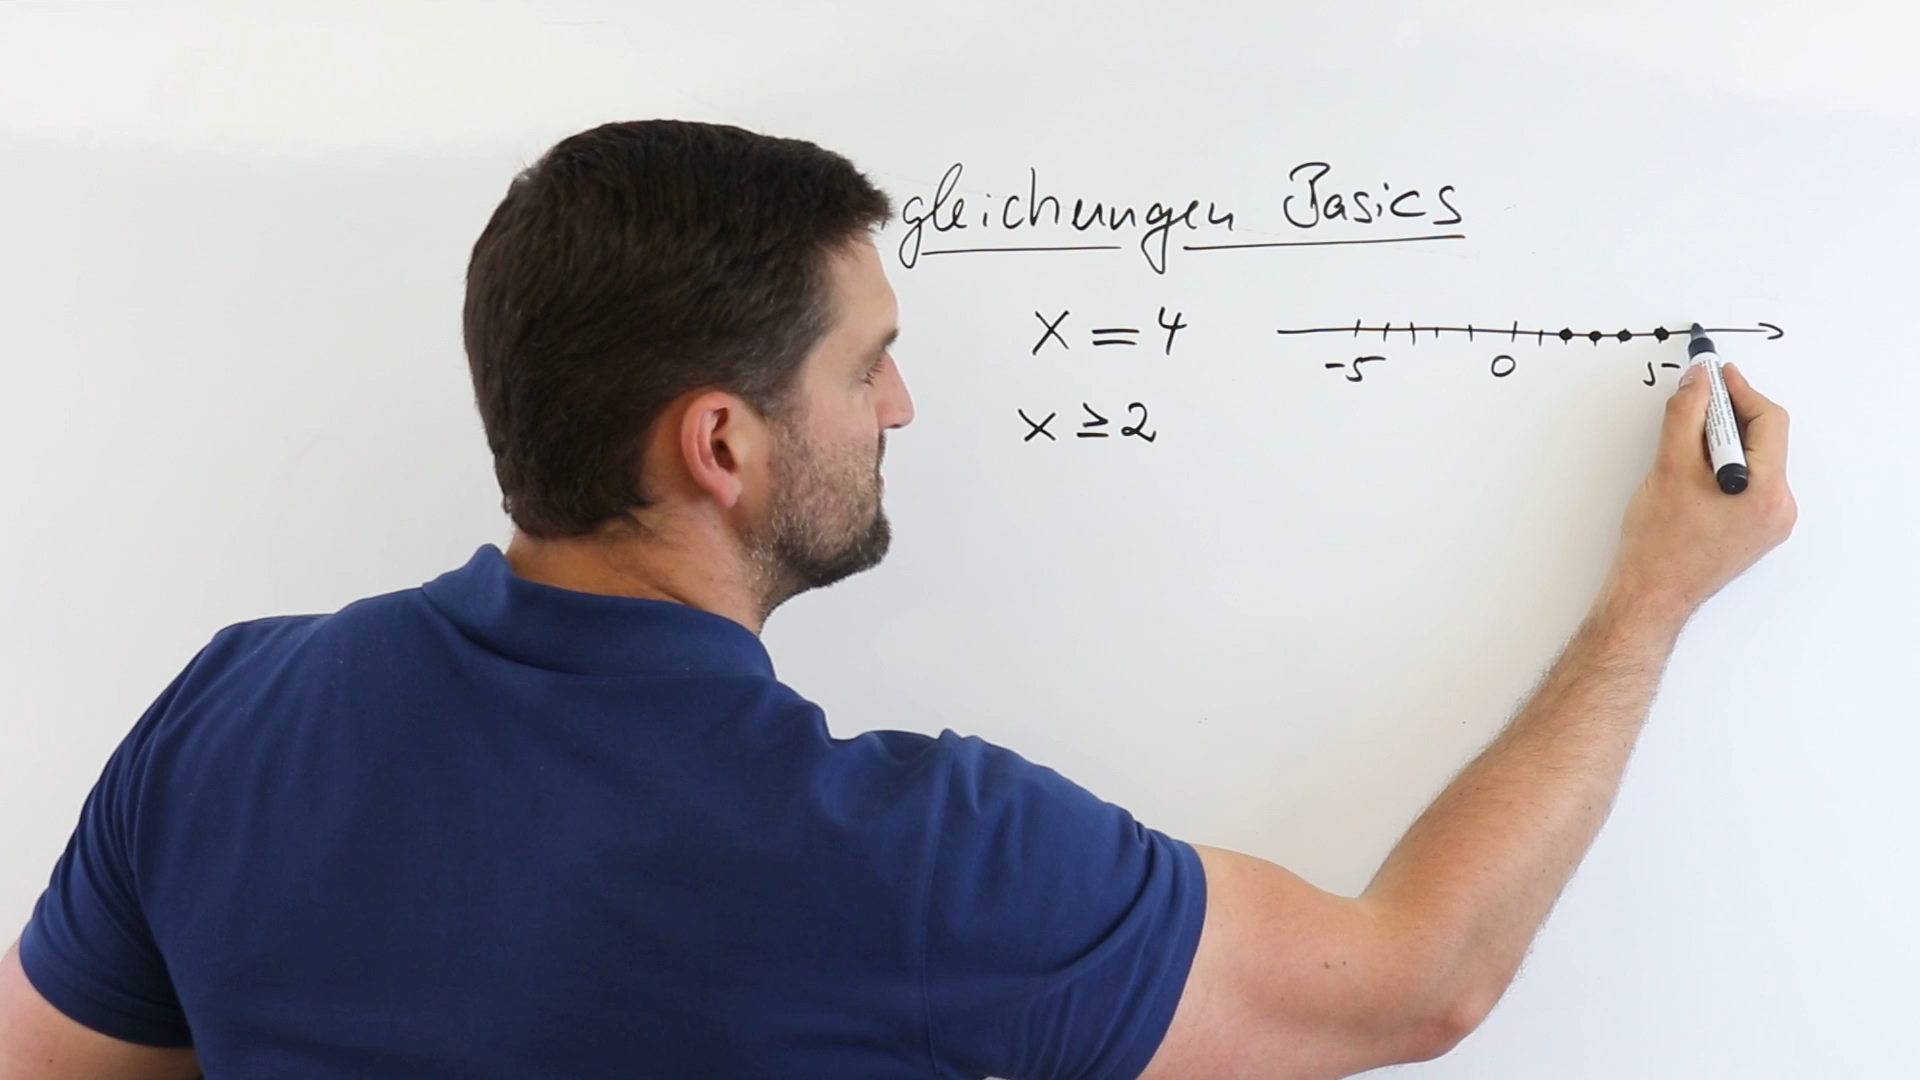 gleichungen Basics
x = 4
-5 0 5
x ≥ 2